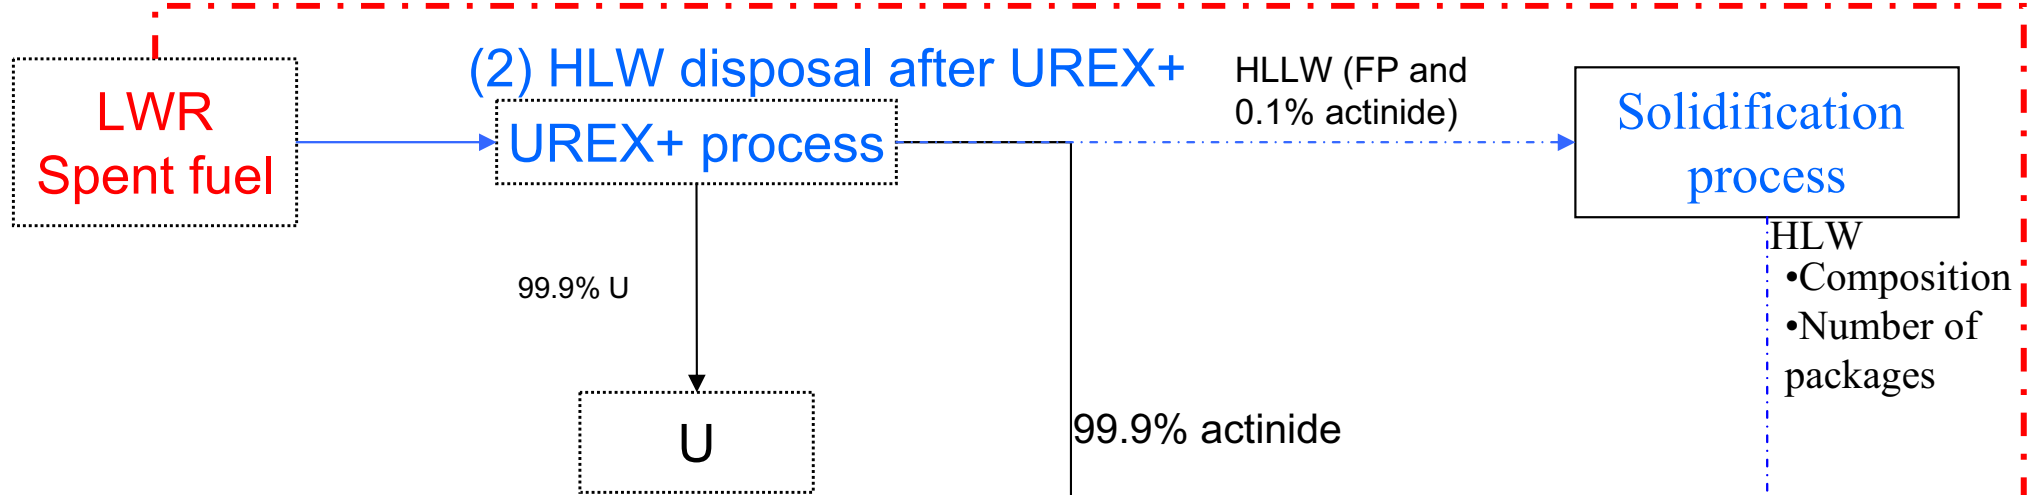 (2) HLW disposal after UREX+
LWR
Spent fuel
UREX+ process
HLLW (FP and
0.1% actinide)
Solidification
process
99.9% U
U
99.9% actinide
HLW
•Composition
•Number of
packages